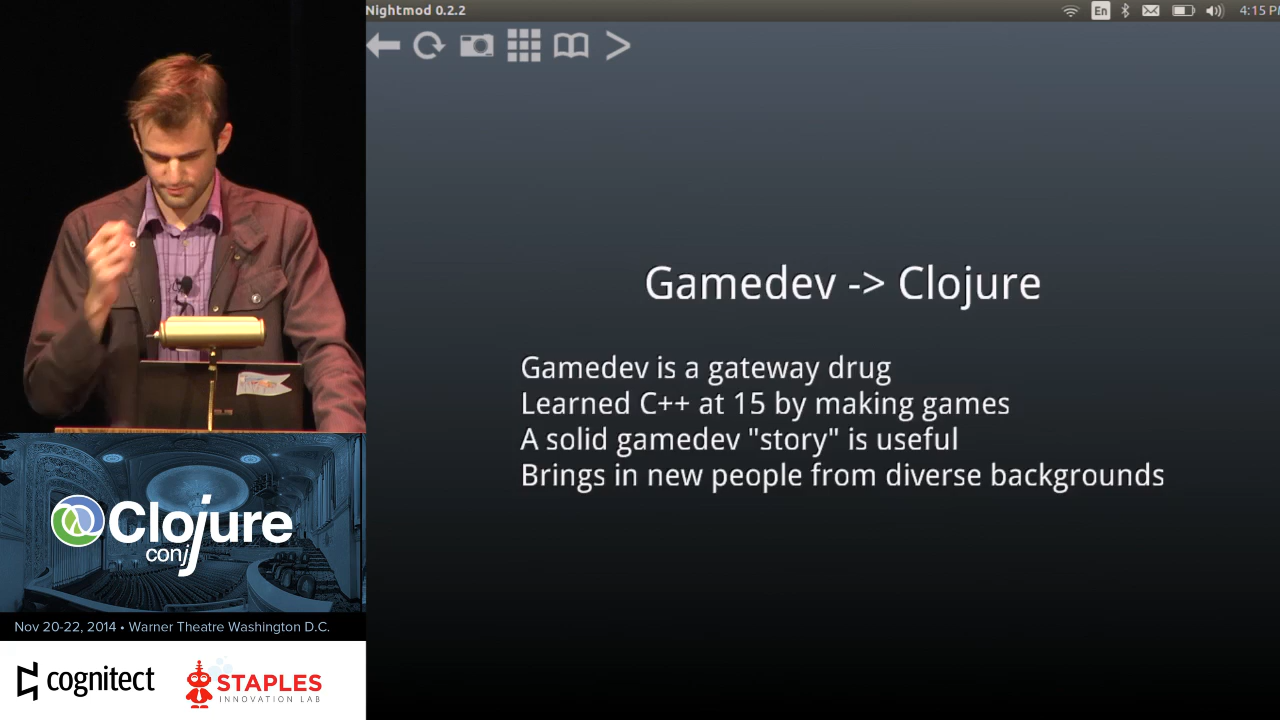 Nightmod 0.2.2
En
4:15 P
>
Gamedev -> Clojure
Gamedev is a gateway drug
Learned C++ at 15 by making games
A solid gamedev "story" is useful
Brings in new people from diverse backgrounds
Clojure
conj
Nov 20-22, 2014 • Warner Theatre Washington D.C.
cognitect
STAPLES
INNOVATION LAB